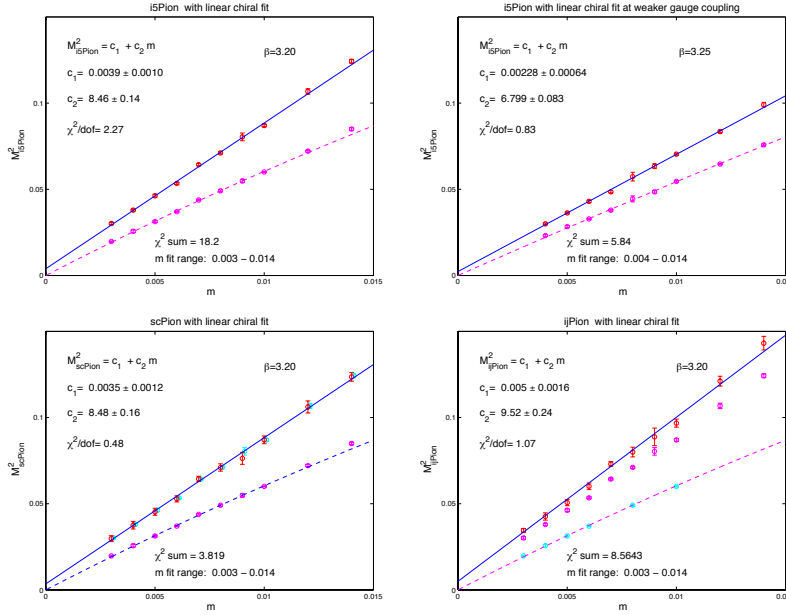 i5Pion with linear chiral fit
M²i5Pion = c1 + c2 m
β=3.20
c1= 0.0039 ± 0.0010
c2= 8.46 ± 0.14
χ²/dof= 2.27
χ² sum = 18.2
m fit range: 0.003 − 0.014
M²i5Pion
0.1
0.05
0
0
0.005
0.01
0.015
m
i5Pion with linear chiral fit at weaker gauge coupling
M²i5Pion = c1 + c2 m
β=3.25
c1= 0.00228 ± 0.00064
c2= 6.799 ± 0.083
χ²/dof= 0.83
χ² sum = 5.84
m fit range: 0.004 − 0.014
M²i5Pion
0.1
0.05
0
0
0.005
0.01
0.015
m
scPion with linear chiral fit
M²scPion = c1 + c2 m
β=3.20
c1= 0.0035 ± 0.0012
c2= 8.48 ± 0.16
χ²/dof= 0.48
χ² sum = 3.819
m fit range: 0.003 − 0.014
M²scPion
0.1
0.05
0
0
0.005
0.01
0.015
m
ijPion with linear chiral fit
M²ijPion = c1 + c2 m
β=3.20
c1= 0.005 ± 0.0016
c2= 9.52 ± 0.24
χ²/dof= 1.07
χ² sum = 8.5643
m fit range: 0.003 − 0.014
M²ijPion
0.1
0.05
0
0
0.005
0.01
0.015
m